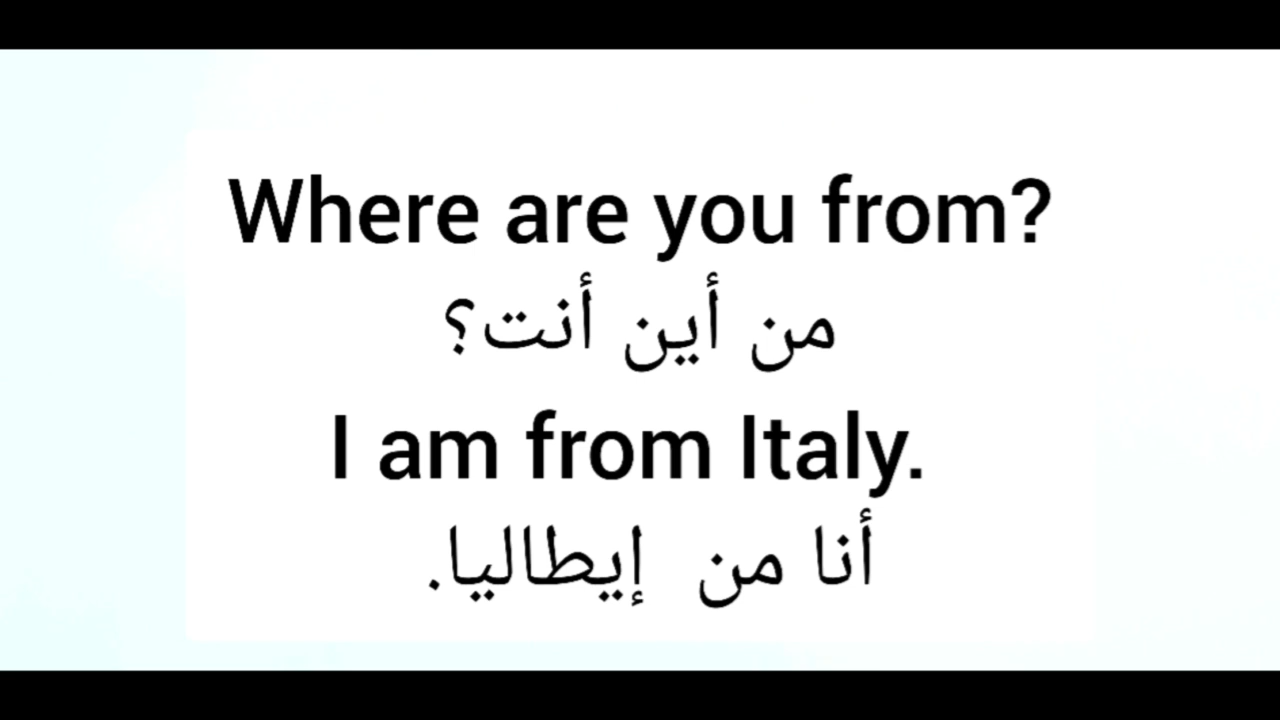 Where are you from?
من أين أنت؟
I am from Italy.
أنا من إيطاليا.